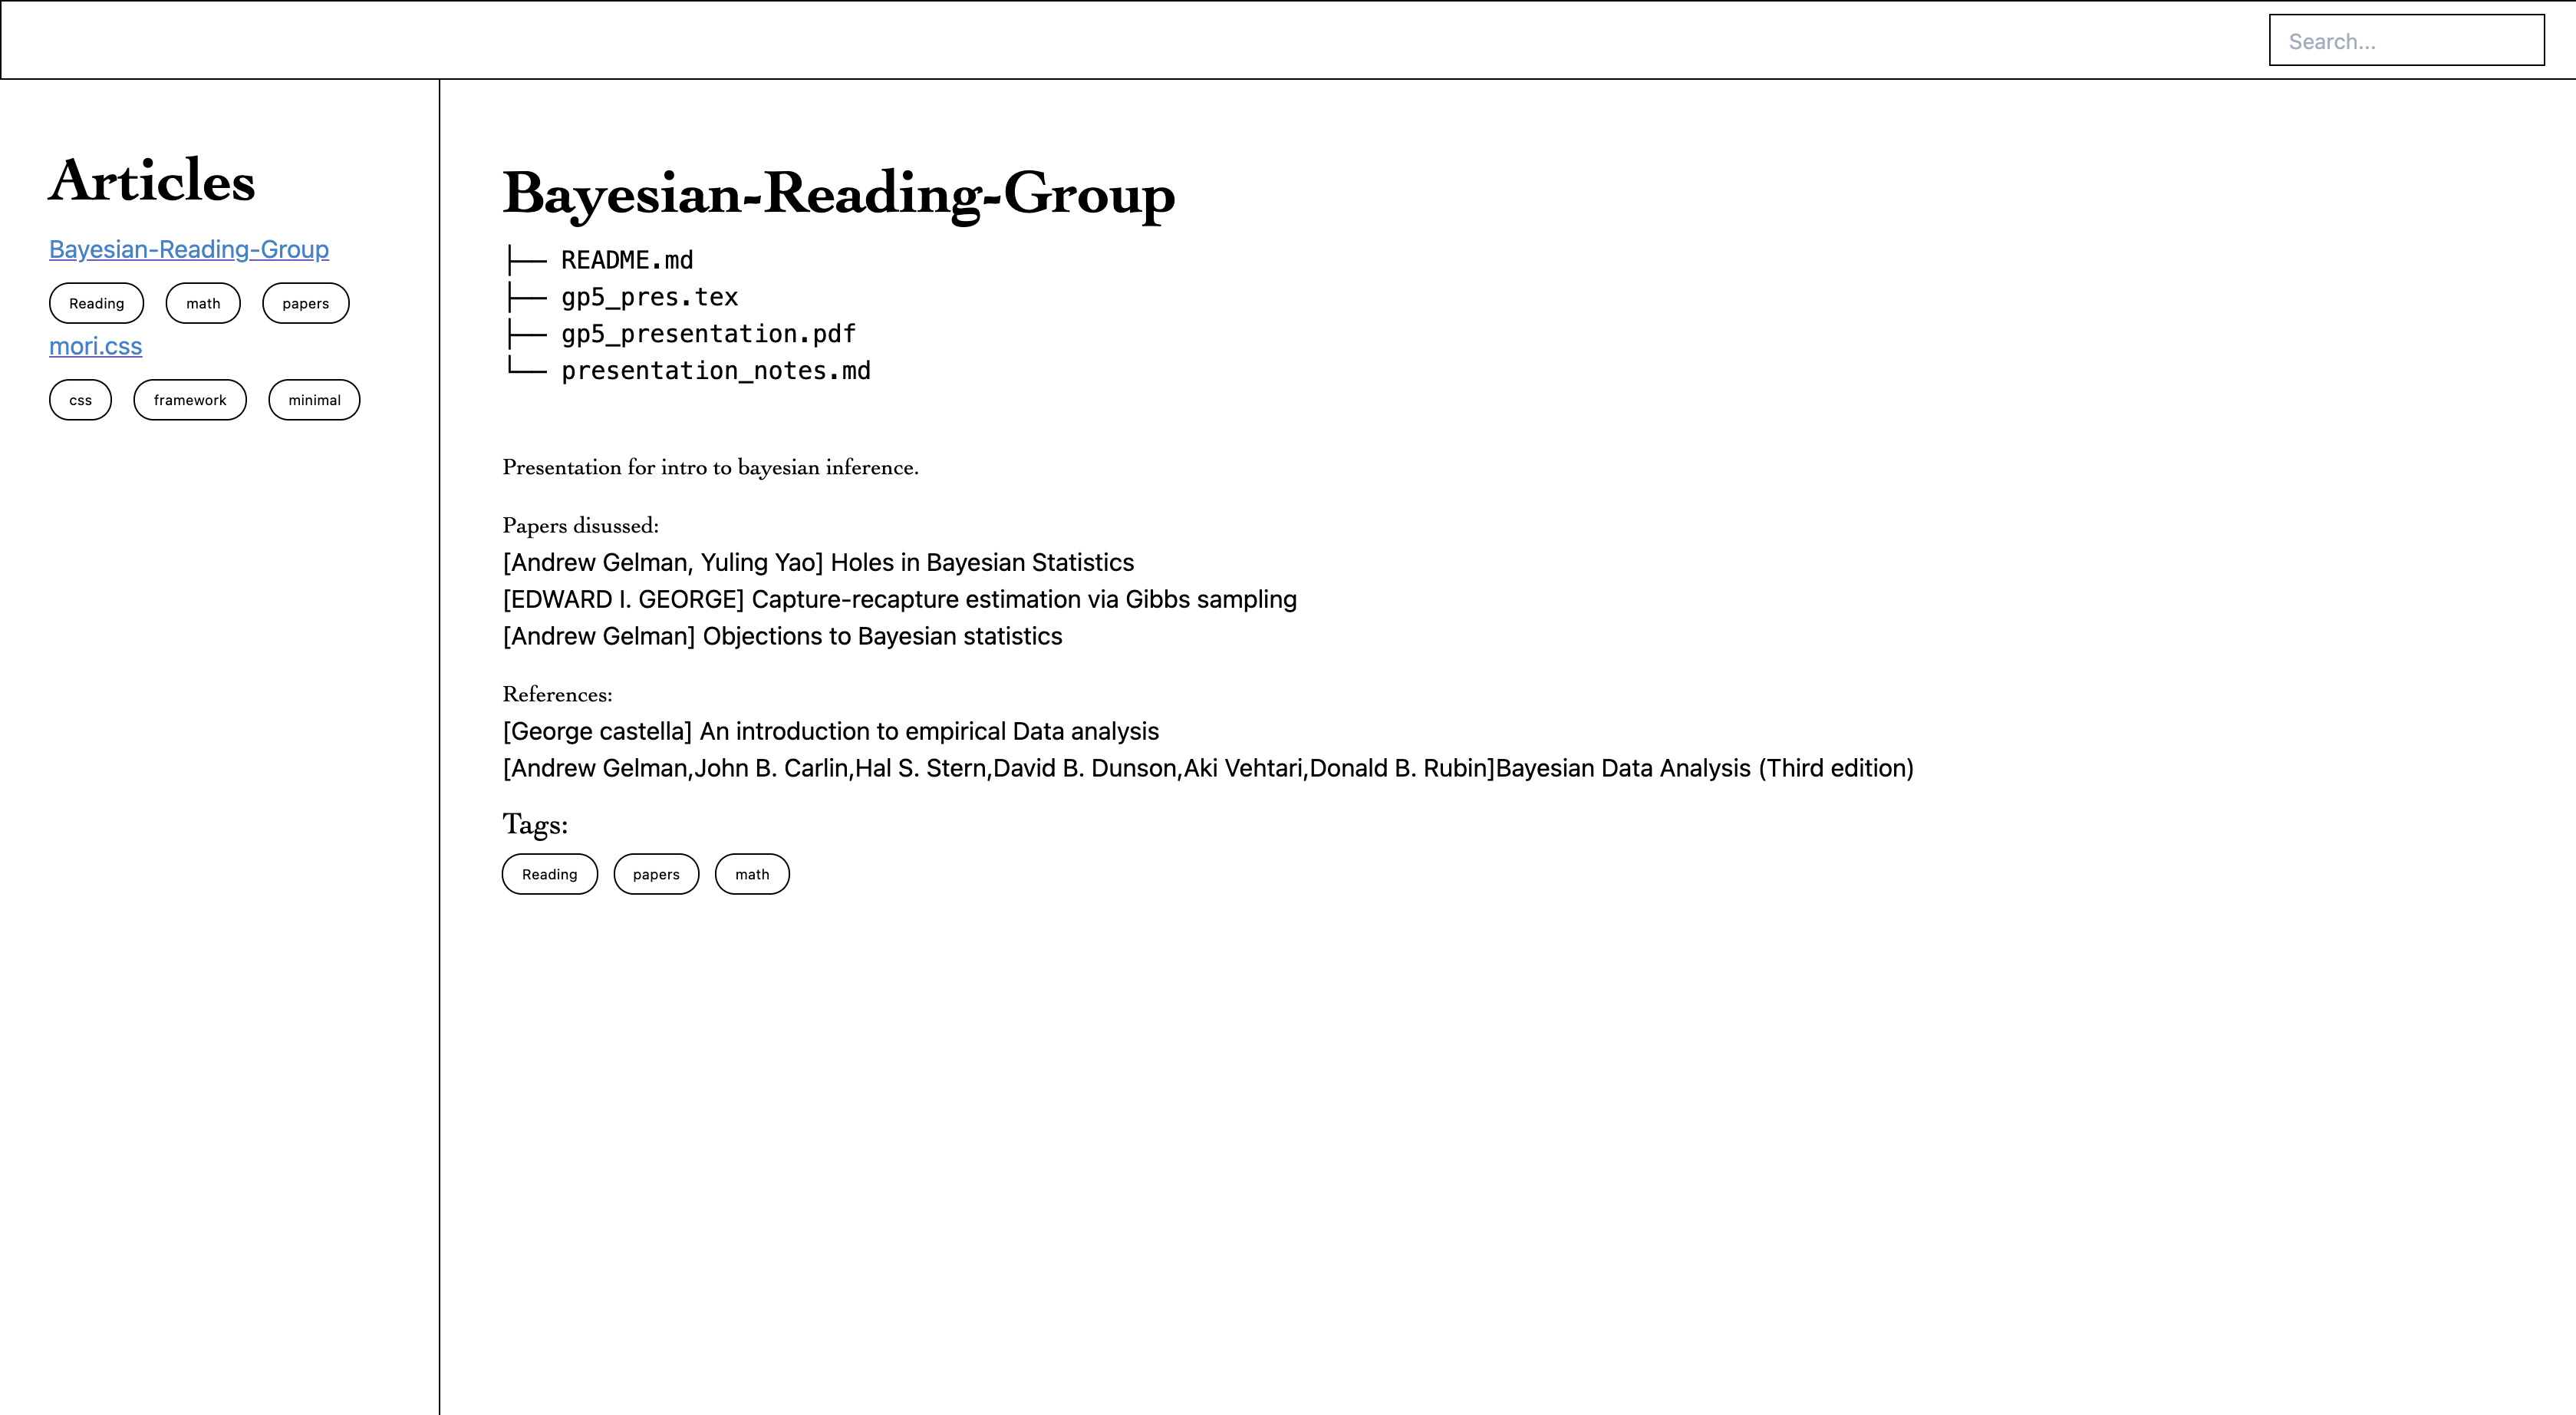 Search...
Articles
Bayesian-Reading-Group
Reading math papers
mori.css
css framework minimal
Bayesian-Reading-Group
├── README.md
├── gp5_pres.tex
├── gp5_presentation.pdf
└── presentation_notes.md
Presentation for intro to bayesian inference.
Papers disussed:
[Andrew Gelman, Yuling Yao] Holes in Bayesian Statistics
[EDWARD I. GEORGE] Capture-recapture estimation via Gibbs sampling
[Andrew Gelman] Objections to Bayesian statistics
References:
[George castella] An introduction to empirical Data analysis
[Andrew Gelman,John B. Carlin,Hal S. Stern,David B. Dunson,Aki Vehtari,Donald B. Rubin]Bayesian Data Analysis (Third edition)
Tags:
Reading papers math